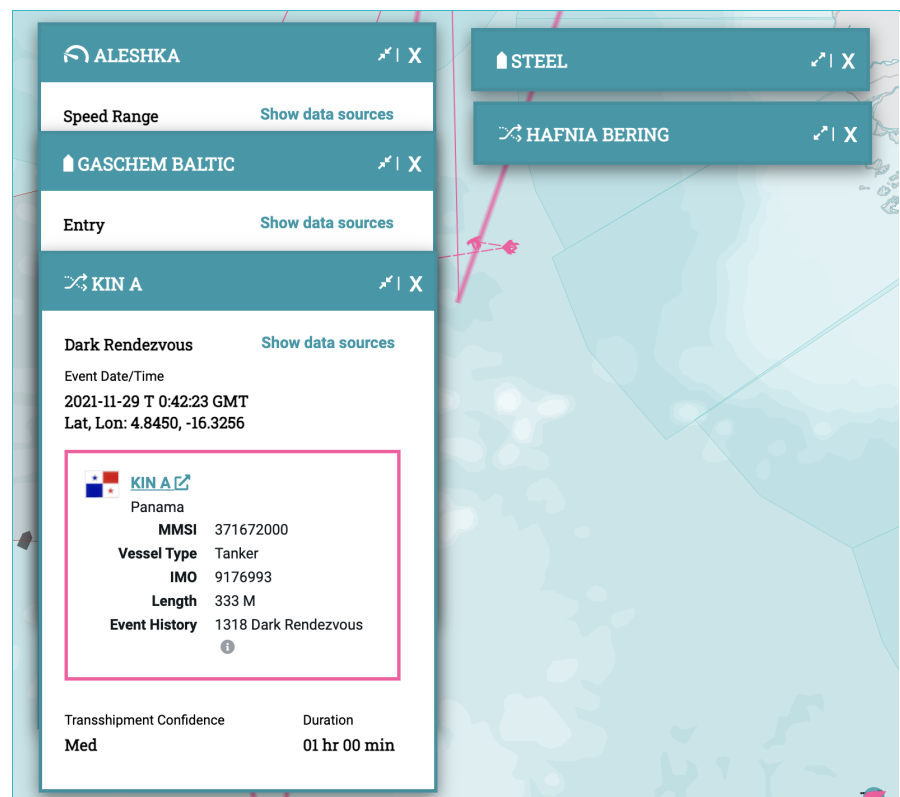 ALESHKA
X
Speed Range
Show data sources
GASCHEM BALTIC
X
Entry
Show data sources
KIN A
X
Dark Rendezvous
Show data sources
Event Date/Time
2021-11-29 T 0:42:23 GMT
Lat, Lon: 4.8450, -16.3256
KIN A
Panama
MMSI 371672000
Vessel Type Tanker
IMO 9176993
Length 333 M
Event History 1318 Dark Rendezvous
i
Transshipment Confidence
Med
Duration
01 hr 00 min
STEEL
X
HAFNIA BERING
X